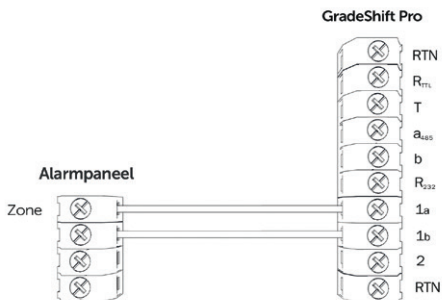 GradeShift Pro
RTN
RTTL
T
a485
b
R232
Alarmpaneel
Zone
1a
1b
2
RTN